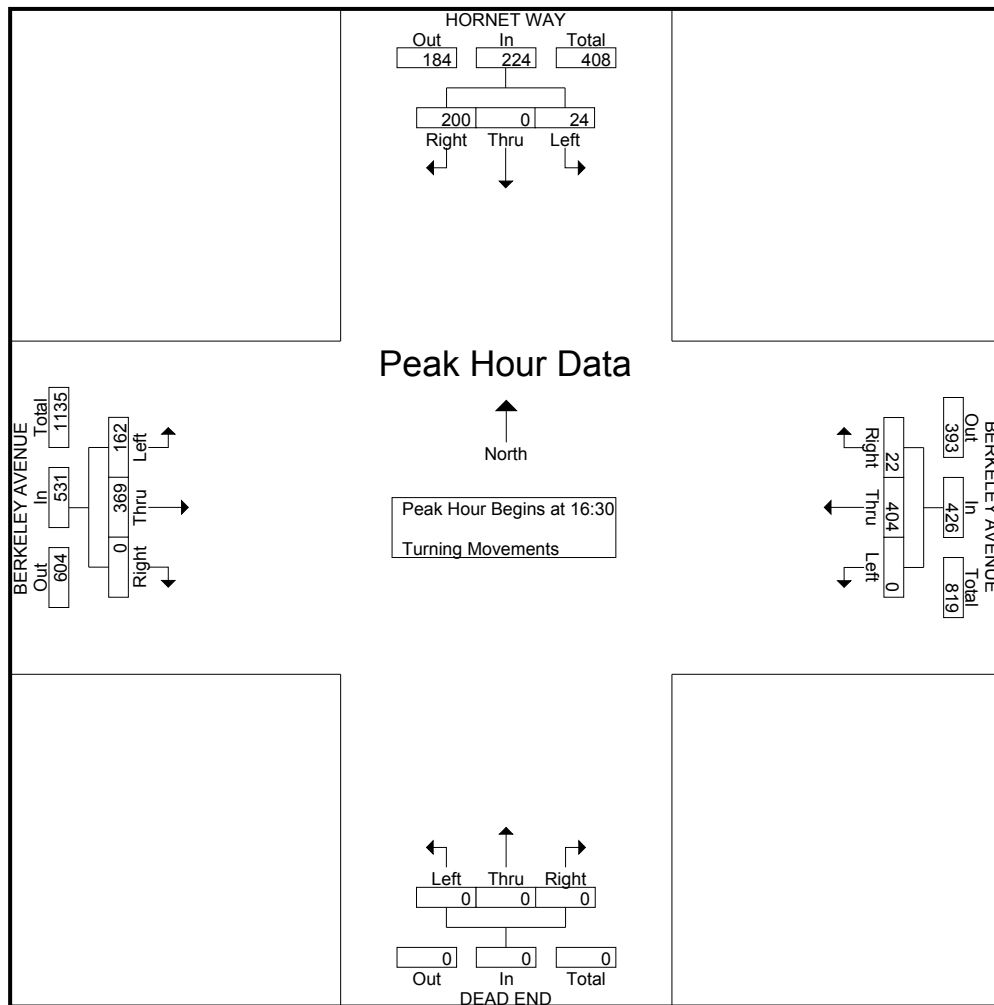 HORNET WAY
Out In Total
184 224 408
200 0 24
Right Thru Left
Peak Hour Data
North
Peak Hour Begins at 16:30
Turning Movements
BERKELEY AVENUE
Total In Out
1135 531 604
162 369 0
Left Thru Right
BERKELEY AVENUE
Out In Total
393 426 819
22 404 0
Right Thru Left
Left Thru Right
0 0 0
0 0 0
Out In Total
DEAD END